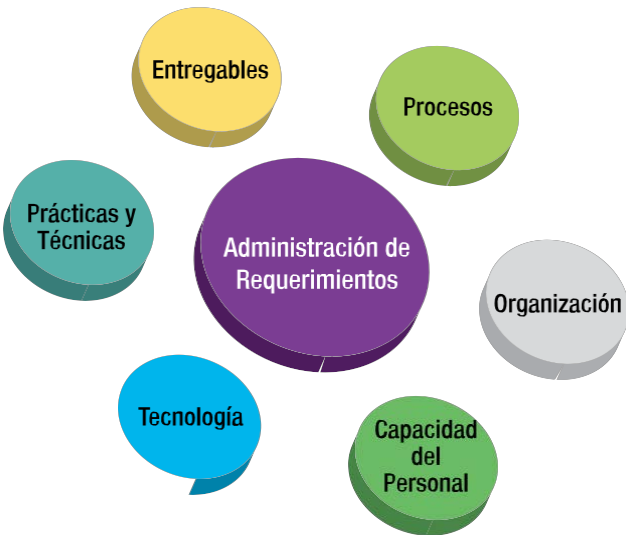 Entregables
Procesos
Prácticas y
Técnicas
Administración de
Requerimientos
Organización
Tecnología
Capacidad
del
Personal